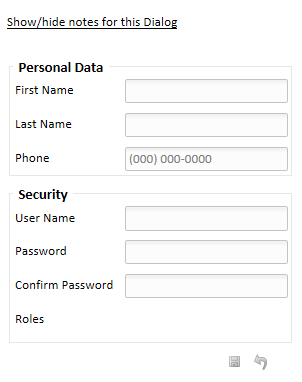 Show/hide notes for this Dialog
Personal Data
First Name
Last Name
Phone (000) 000-0000
Security
User Name
Password
Confirm Password
Roles